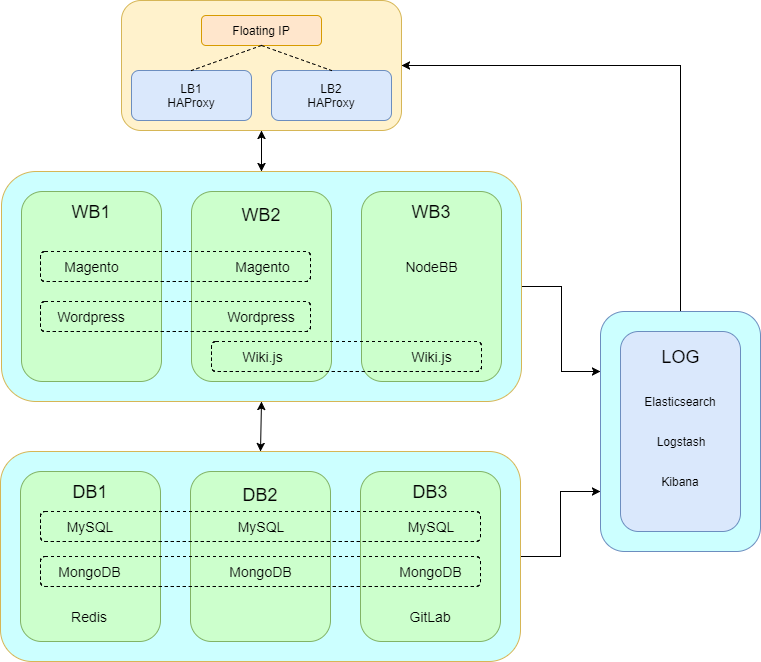 Floating IP
LB1
HAProxy
LB2
HAProxy
WB1
WB2
WB3
Magento
Magento
NodeBB
Wordpress
Wordpress
Wiki.js
Wiki.js
LOG
Elasticsearch
Logstash
Kibana
DB1
DB2
DB3
MySQL
MySQL
MySQL
MongoDB
MongoDB
MongoDB
Redis
GitLab